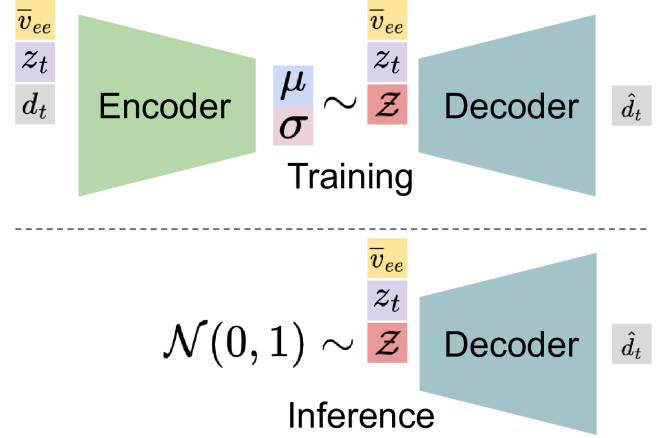 v̅ₑₑ
zₜ
dₜ
Encoder
μ
σ
∼
v̅ₑₑ
zₜ
Ƶ
Decoder
d̂ₜ
Training
v̅ₑₑ
zₜ
𝒩(0, 1) ∼ Ƶ
Decoder
d̂ₜ
Inference